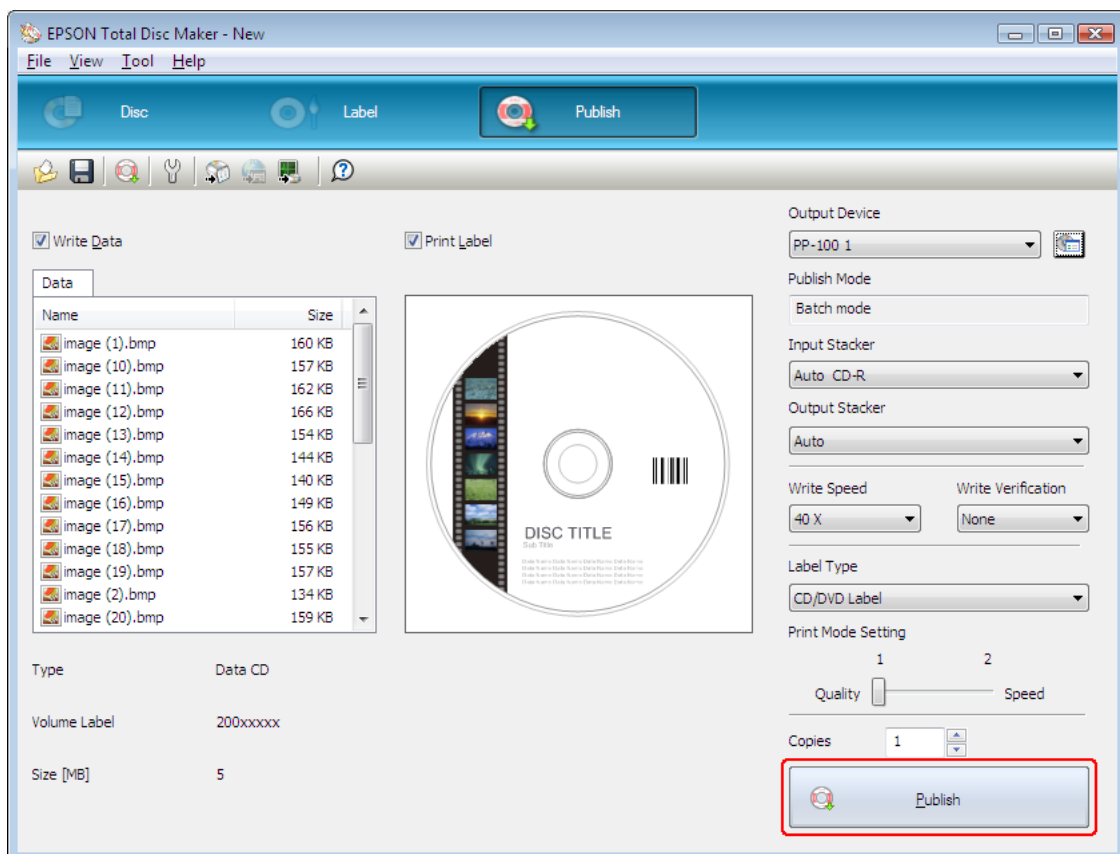 EPSON Total Disc Maker - New
File View Tool Help
Disc
Label
Publish
Write Data
Print Label
Data
Name Size
image (1).bmp 160 KB
image (10).bmp 157 KB
image (11).bmp 162 KB
image (12).bmp 166 KB
image (13).bmp 154 KB
image (14).bmp 144 KB
image (15).bmp 140 KB
image (16).bmp 149 KB
image (17).bmp 156 KB
image (18).bmp 155 KB
image (19).bmp 157 KB
image (2).bmp 134 KB
image (20).bmp 159 KB
Type Data CD
Volume Label 200xxxxx
Size [MB] 5
DISC TITLE
Sub Title
Output Device
PP-100 1
Publish Mode
Batch mode
Input Stacker
Auto CD-R
Output Stacker
Auto
Write Speed Write Verification
40 X None
Label Type
CD/DVD Label
Print Mode Setting
1 2
Quality Speed
Copies 1
Publish